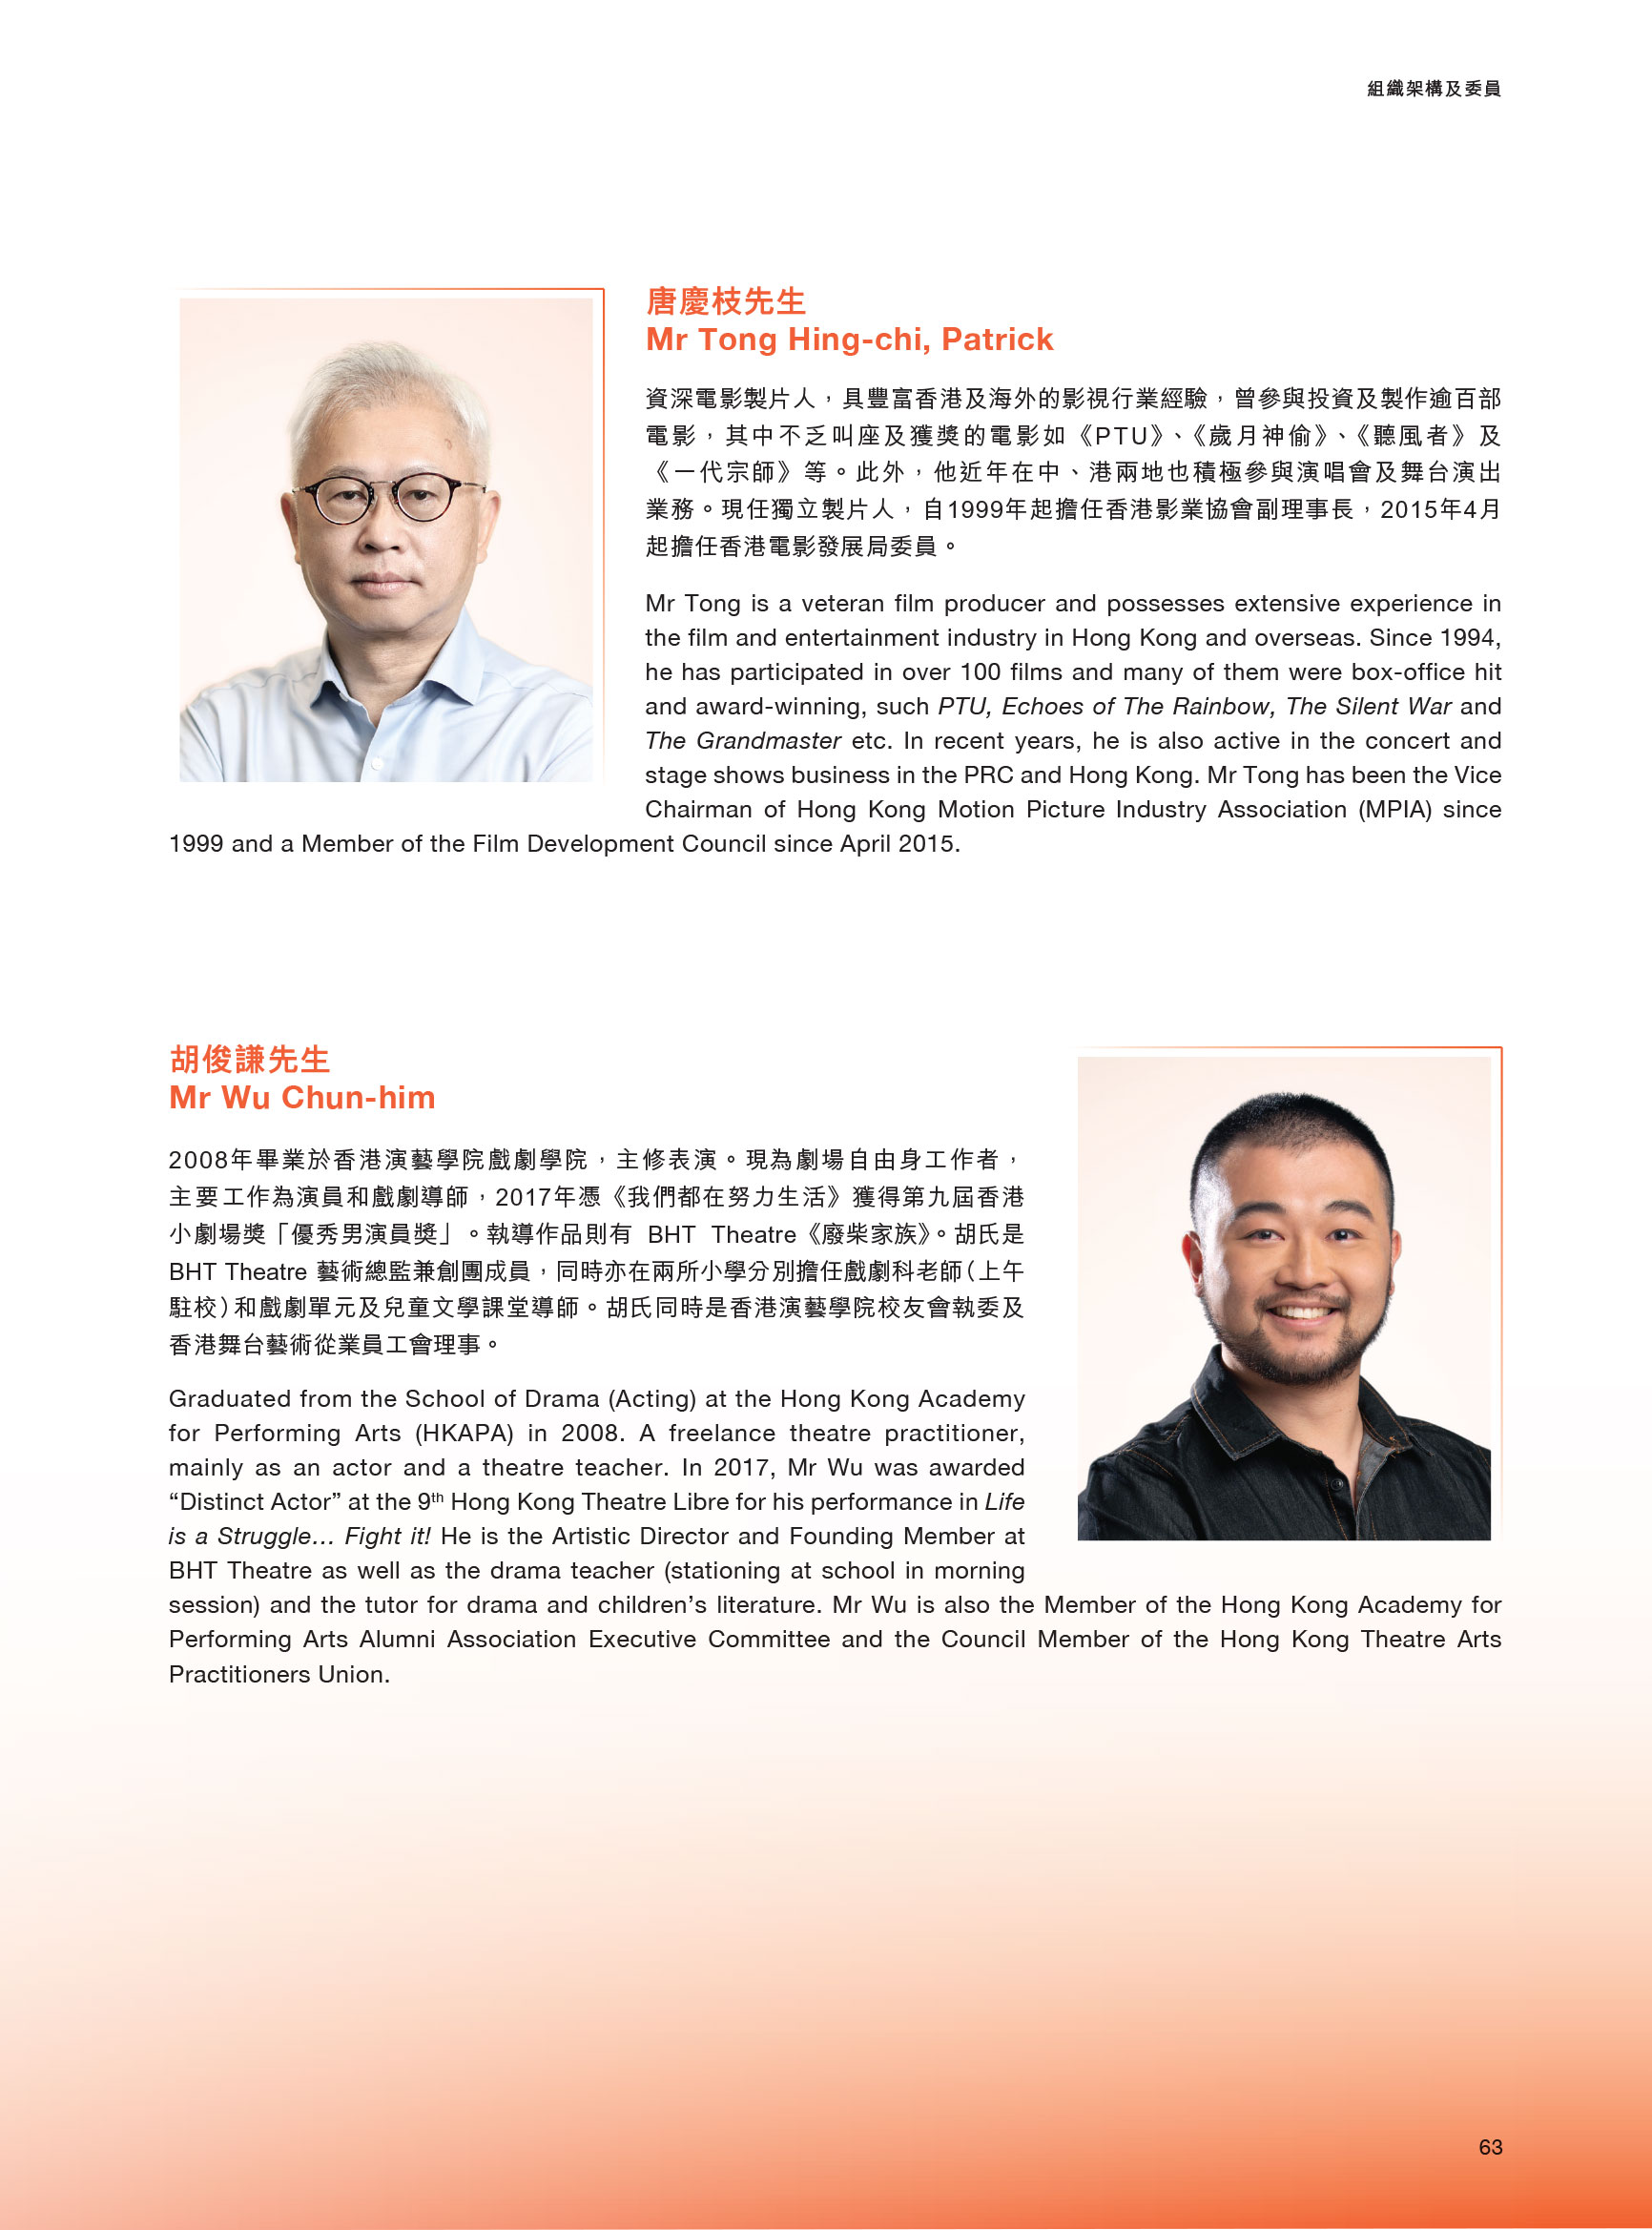 組織架構及委員
唐慶枝先生
Mr Tong Hing-chi, Patrick
資深電影製片人，具豐富香港及海外的影視行業經驗，曾參與投資及製作逾百部
電影，其中不乏叫座及獲獎的電影如《PTU》、《歲月神偷》、《聽風者》及
《一代宗師》等。此外，他近年在中、港兩地也積極參與演唱會及舞台演出
業務。現任獨立製片人，自1999年起擔任香港影業協會副理事長，2015年4月
起擔任香港電影發展局委員。
Mr Tong is a veteran film producer and possesses extensive experience in
the film and entertainment industry in Hong Kong and overseas. Since 1994,
he has participated in over 100 films and many of them were box-office hit
and award-winning, such PTU, Echoes of The Rainbow, The Silent War and
The Grandmaster etc. In recent years, he is also active in the concert and
stage shows business in the PRC and Hong Kong. Mr Tong has been the Vice
Chairman of Hong Kong Motion Picture Industry Association (MPIA) since
1999 and a Member of the Film Development Council since April 2015.
胡俊謙先生
Mr Wu Chun-him
2008年畢業於香港演藝學院戲劇學院，主修表演。現為劇場自由身工作者，
主要工作為演員和戲劇導師，2017年憑《我們都在努力生活》獲得第九屆香港
小劇場獎「優秀男演員獎」。執導作品則有 BHT Theatre《廢柴家族》。胡氏是
BHT Theatre 藝術總監兼創團成員，同時亦在兩所小學分別擔任戲劇科老師（上午
駐校）和戲劇單元及兒童文學課堂導師。胡氏同時是香港演藝學院校友會執委及
香港舞台藝術從業員工會理事。
Graduated from the School of Drama (Acting) at the Hong Kong Academy
for Performing Arts (HKAPA) in 2008. A freelance theatre practitioner,
mainly as an actor and a theatre teacher. In 2017, Mr Wu was awarded
“Distinct Actor” at the 9th Hong Kong Theatre Libre for his performance in Life
is a Struggle… Fight it! He is the Artistic Director and Founding Member at
BHT Theatre as well as the drama teacher (stationing at school in morning
session) and the tutor for drama and children’s literature. Mr Wu is also the Member of the Hong Kong Academy for
Performing Arts Alumni Association Executive Committee and the Council Member of the Hong Kong Theatre Arts
Practitioners Union.
63